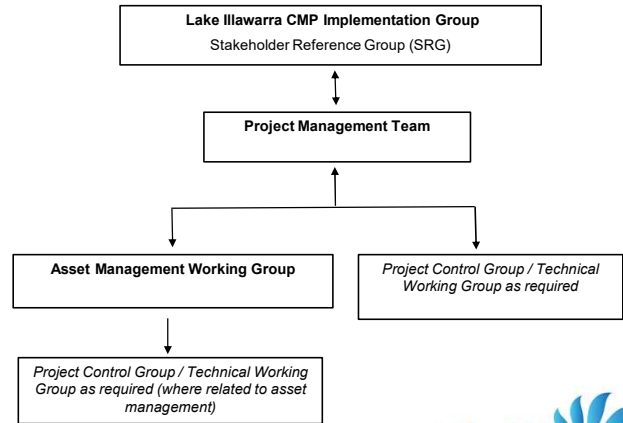 Lake Illawarra CMP Implementation Group
Stakeholder Reference Group (SRG)
Project Management Team
Asset Management Working Group
Project Control Group / Technical
Working Group as required
Project Control Group / Technical Working
Group as required (where related to asset
management)